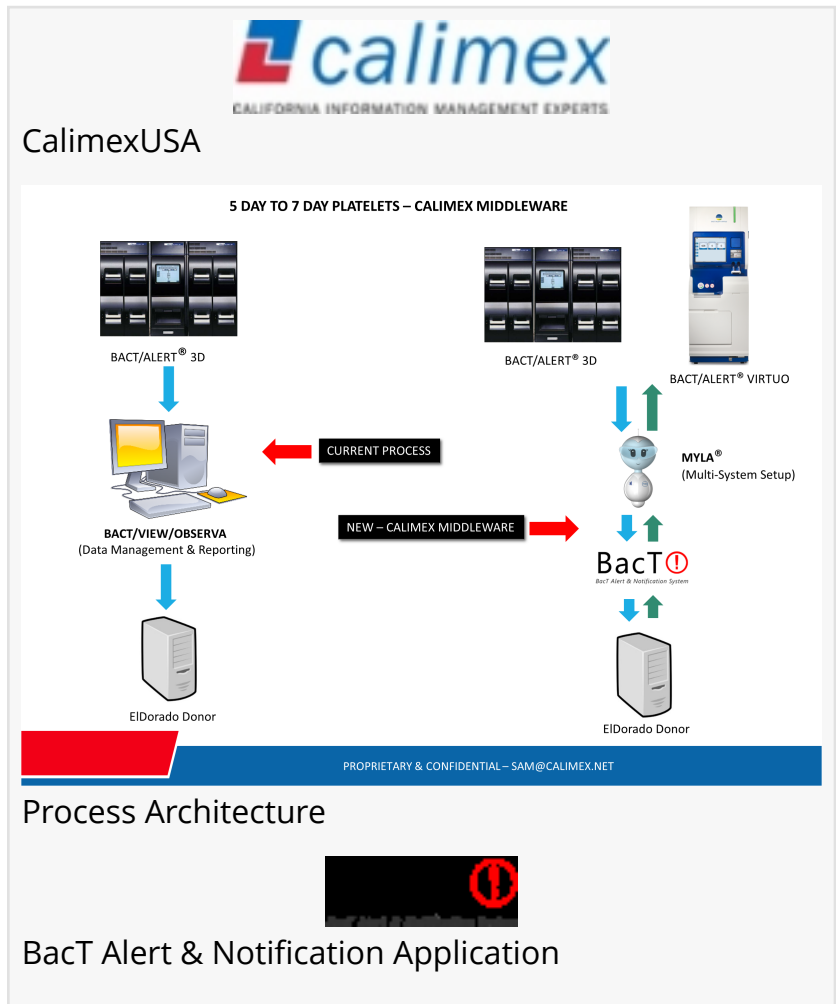 calimex
CALIFORNIA INFORMATION MANAGEMENT EXPERTS
CalimexUSA
5 DAY TO 7 DAY PLATELETS – CALIMEX MIDDLEWARE
BACT/ALERT® 3D
BACT/ALERT® 3D
BACT/ALERT® VIRTUO
CURRENT PROCESS
MYLA®
(Multi-System Setup)
BACT/VIEW/OBSERVA
(Data Management & Reporting)
NEW – CALIMEX MIDDLEWARE
BacT!
BacT Alert & Notification System
ElDorado Donor
ElDorado Donor
PROPRIETARY & CONFIDENTIAL – SAM@CALIMEX.NET
Process Architecture
BacT Alert & Notification Application